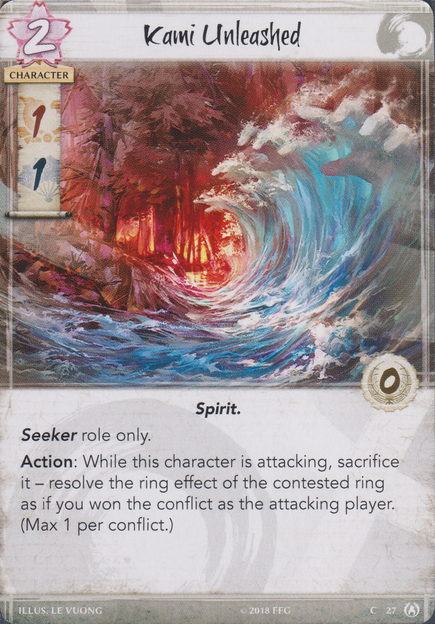 2
Kami Unleashed
CHARACTER
1
1
0
Spirit.
Seeker role only.
Action: While this character is attacking, sacrifice
it – resolve the ring effect of the contested ring
as if you won the conflict as the attacking player.
(Max 1 per conflict.)
ILLUS. LE VUONG © 2018 FFG C 27